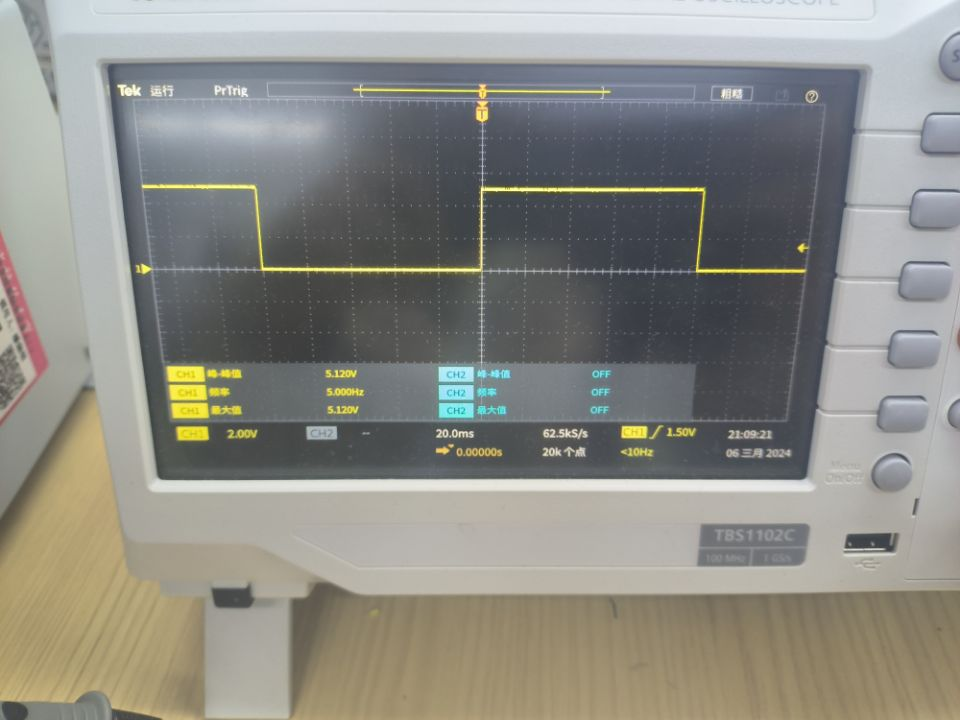 OSCILLOSCOPE
Tek 运行 PrTrig 粗糙
T
1
CH1 峰-峰值 5.120V CH2 峰-峰值 OFF
CH1 频率 5.000Hz CH2 频率 OFF
CH1 最大值 5.120V CH2 最大值 OFF
CH1 2.00V CH2 -- 20.0ms 62.5kS/s CH1 1.50V 21:09:21
0.00000s 20k 个点 <10Hz 06 三月 2024
Menu
On/Off
TBS1102C
100 MHz 1 GS/s